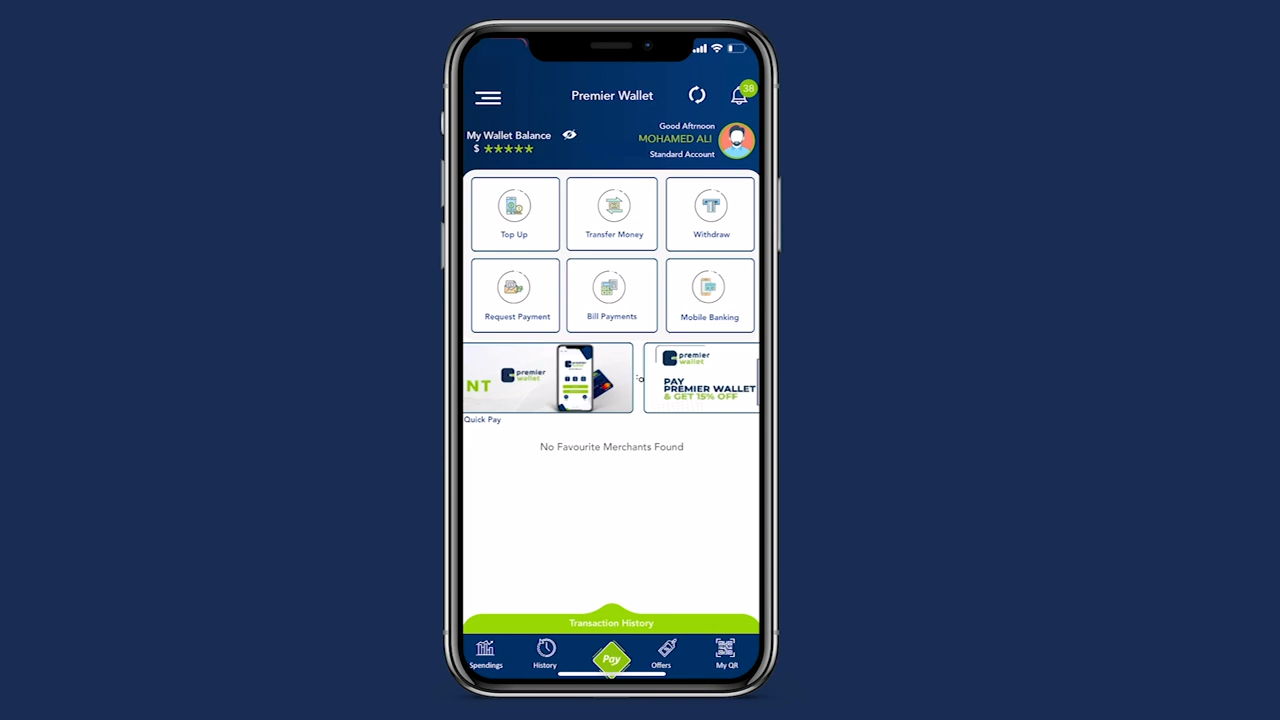 Premier Wallet
38
My Wallet Balance
$ *****
Good Aftrnoon
MOHAMED ALI
Standard Account
Top Up
Transfer Money
Withdraw
Request Payment
Bill Payments
Mobile Banking
NT
premier
wallet
premier
wallet
PAY
PREMIER WALLET
& GET 15% OFF
Quick Pay
No Favourite Merchants Found
Transaction History
Spendings
History
Pay
Offers
My QR